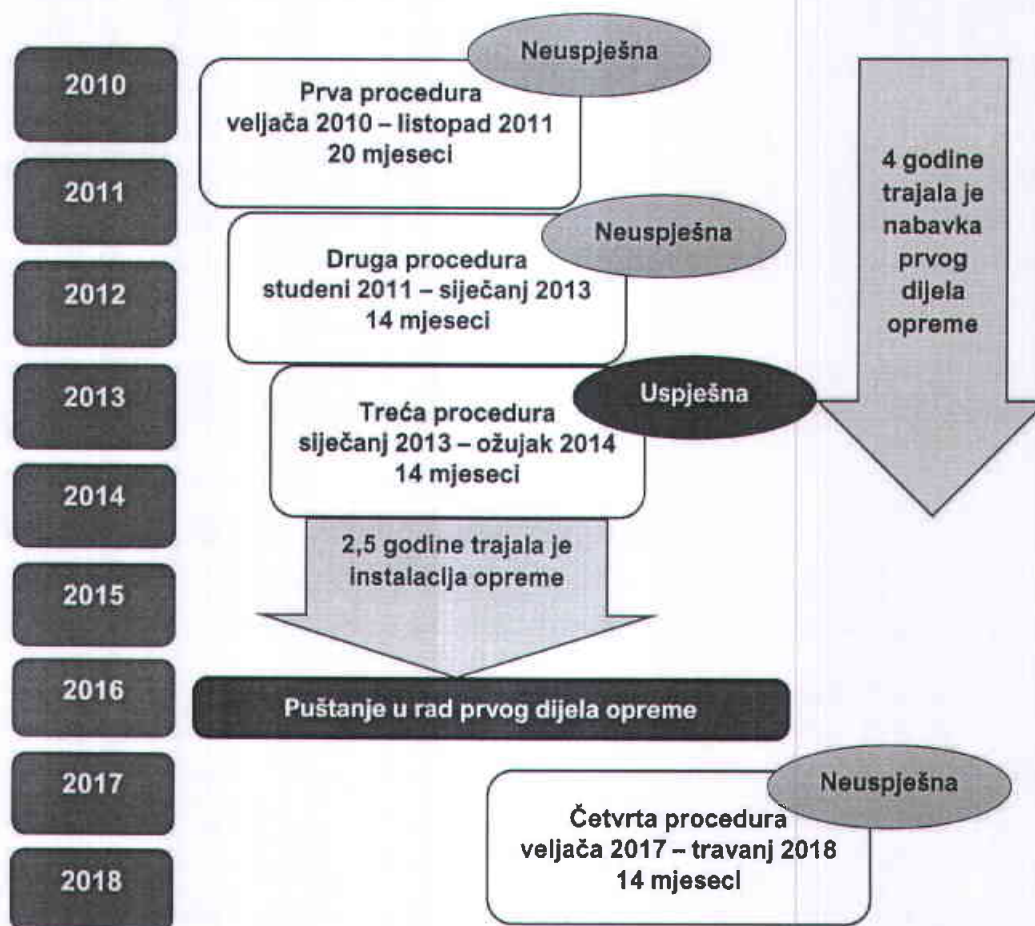 2010
2011
2012
2013
2014
2015
2016
2017
2018
Neuspješna
Prva procedura
veljača 2010 – listopad 2011
20 mjeseci
Neuspješna
Druga procedura
studeni 2011 – siječanj 2013
14 mjeseci
Uspješna
Treća procedura
siječanj 2013 – ožujak 2014
14 mjeseci
4 godine
trajala je
nabavka
prvog
dijela
opreme
2,5 godine trajala je
instalacija opreme
Puštanje u rad prvog dijela opreme
Neuspješna
Četvrta procedura
veljača 2017 – travanj 2018
14 mjeseci